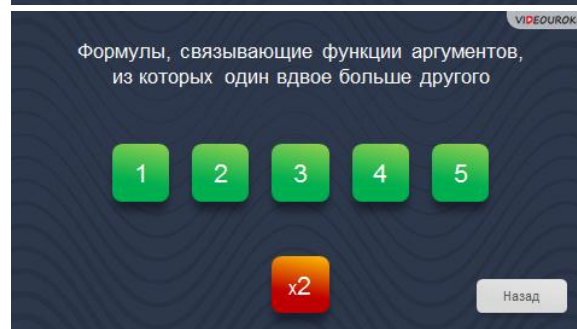 VIDEOUROK
Формулы, связывающие функции аргументов,
из которых один вдвое больше другого
1 2 3 4 5
x2
Назад